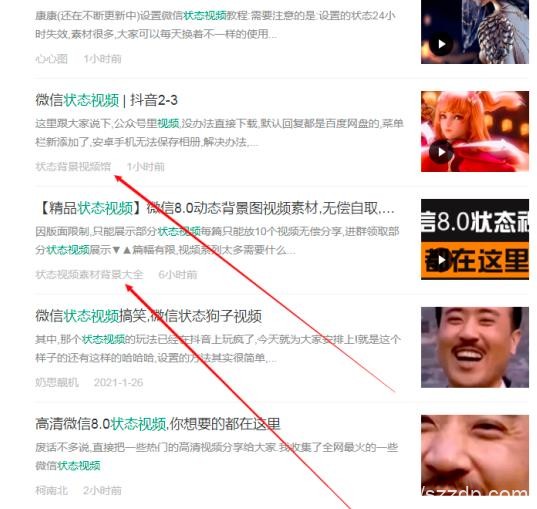 康康(还在不断更新中)设置微信状态视频教程:需要注意的是:设置的状态24小
时失效,素材很多,大家可以每天换着不一样的使用...
心心图 1小时前
微信状态视频 | 抖音2-3
这里跟大家说下,公众号里视频,没办法直接下载,默认回复都是百度网盘的,菜单
栏新添加了,安卓手机无法保存相册,解决办法,...
状态背景视频馆 1小时前
【精品状态视频】微信8.0动态背景图视频素材,无偿自取,...
因版面限制,只能展示部分状态视频每篇只能放10个视频无偿分享,进群领取部
分状态视频展示▼▲篇幅有限,视频系列太多需要什么...
状态视频素材背景大全 6小时前
信8.0状态视
都在这里
微信状态视频搞笑,微信状态狗子视频
其中,那个状态视频的玩法已经在抖音上玩疯了,今天就为大家安排上!就是这个
样子的还有这样的哈哈哈,设置的方法其实很简单,...
奶思靓机 2021-1-26
高清微信8.0状态视频,你想要的都在这里
废话不多说,直接把一些热门的高清视频分享给大家.我收集了全网最火的一些
微信状态视频
柯南北 2小时前
/szzdp.com